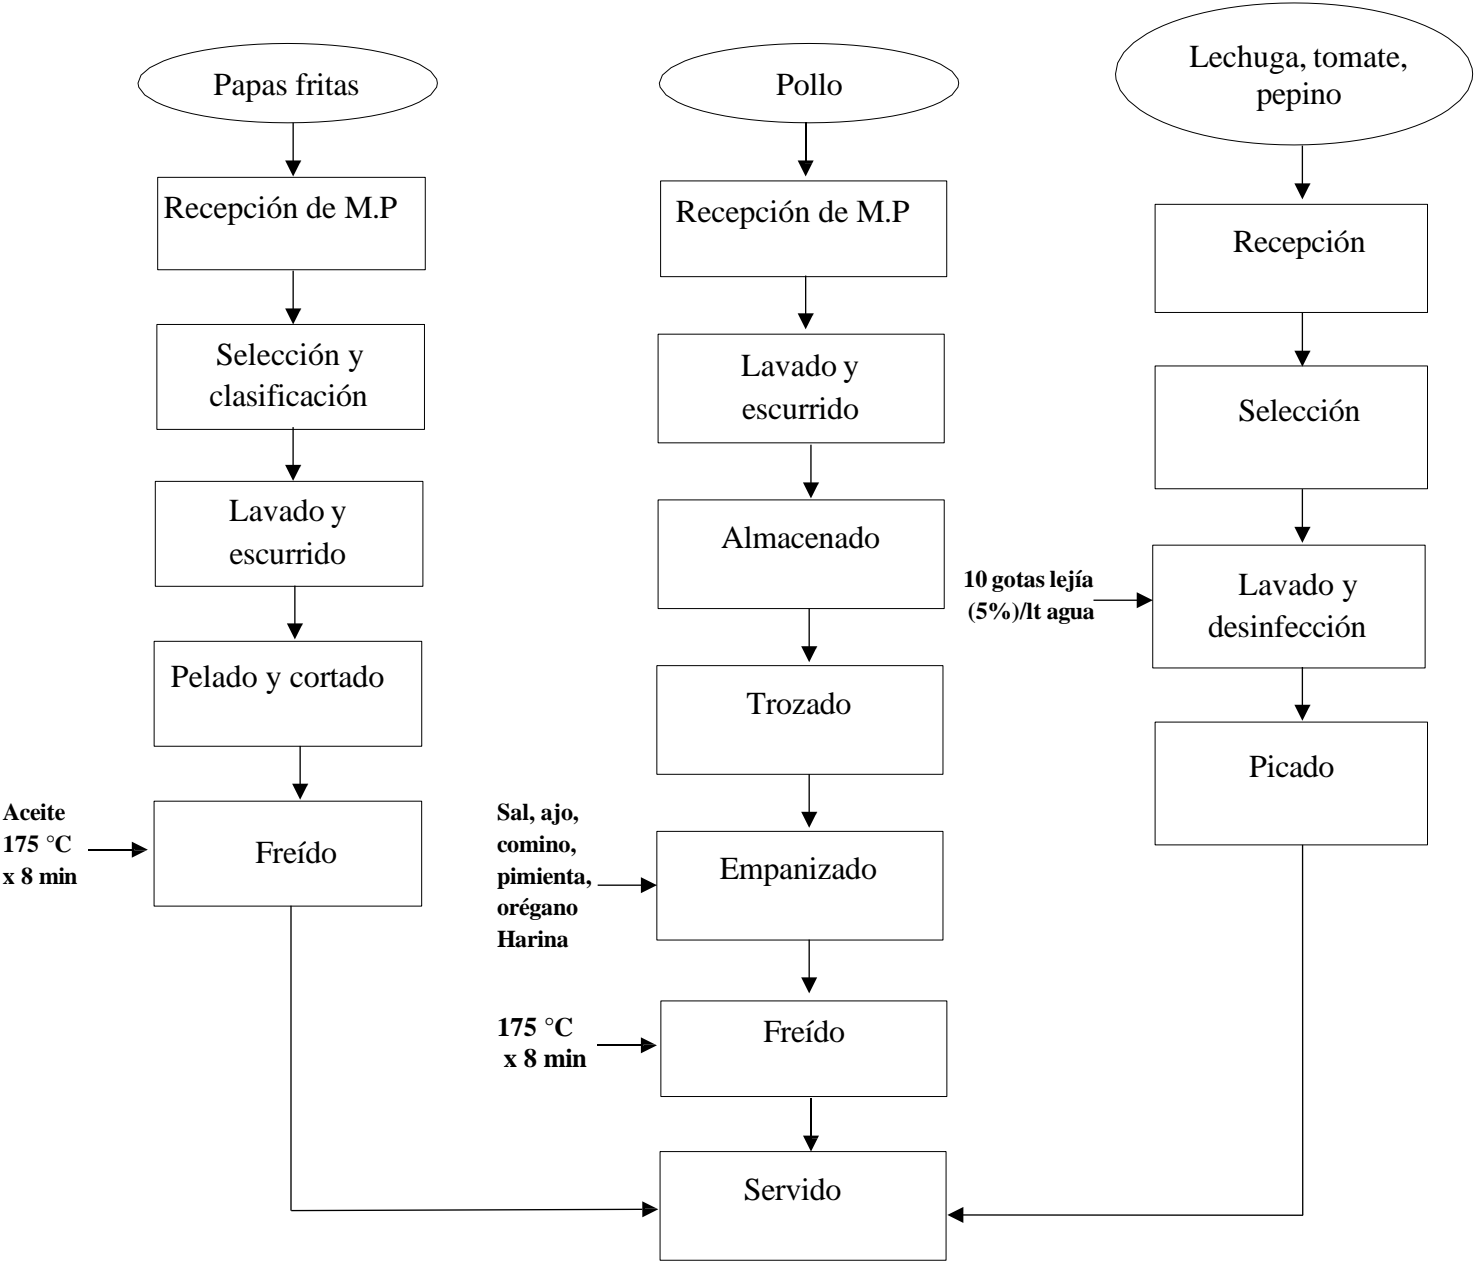 Papas fritas
Recepción de M.P
Selección y
clasificación
Lavado y
escurrido
Pelado y cortado
Aceite
175 °C
x 8 min
Freído
Pollo
Recepción de M.P
Lavado y
escurrido
Almacenado
Trozado
Sal, ajo,
comino,
pimienta,
orégano
Harina
Empanizado
175 °C
x 8 min
Freído
Servido
Lechuga, tomate,
pepino
Recepción
Selección
10 gotas lejía
(5%)/lt agua
Lavado y
desinfección
Picado